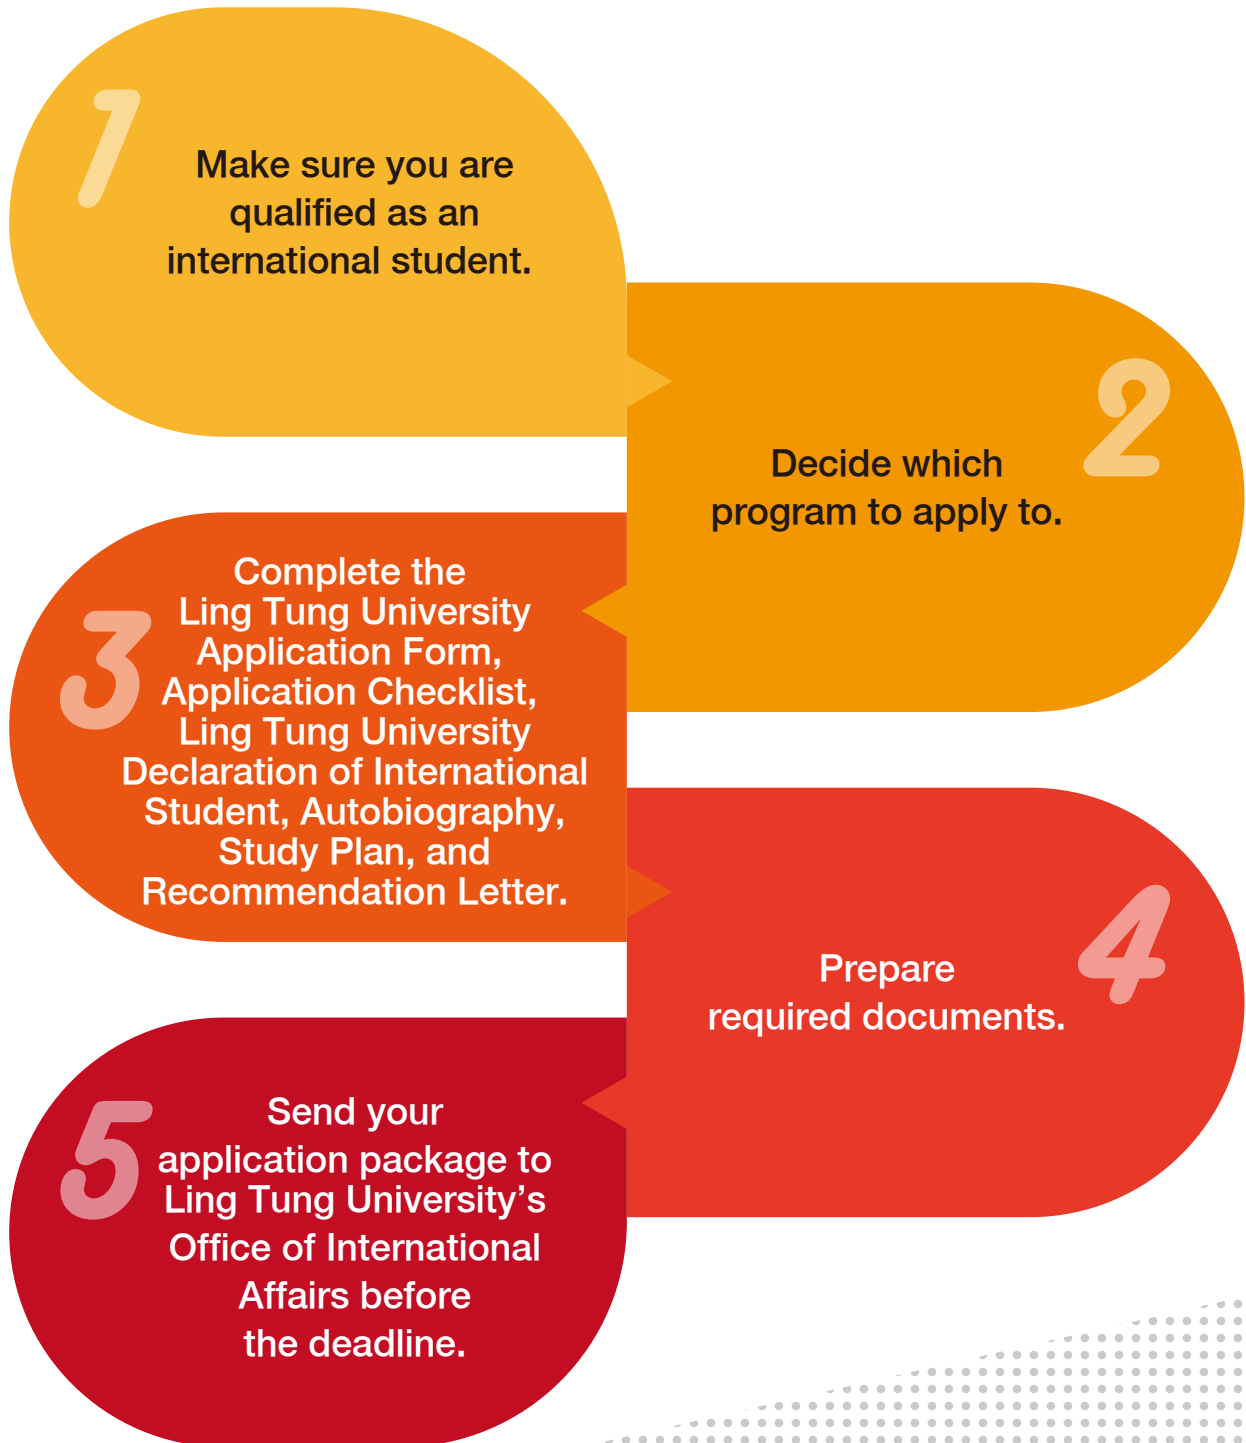 1
Make sure you are
qualified as an
international student.
2
Decide which
program to apply to.
3
Complete the
Ling Tung University
Application Form,
Application Checklist,
Ling Tung University
Declaration of International
Student, Autobiography,
Study Plan, and
Recommendation Letter.
4
Prepare
required documents.
5
Send your
application package to
Ling Tung University’s
Office of International
Affairs before
the deadline.